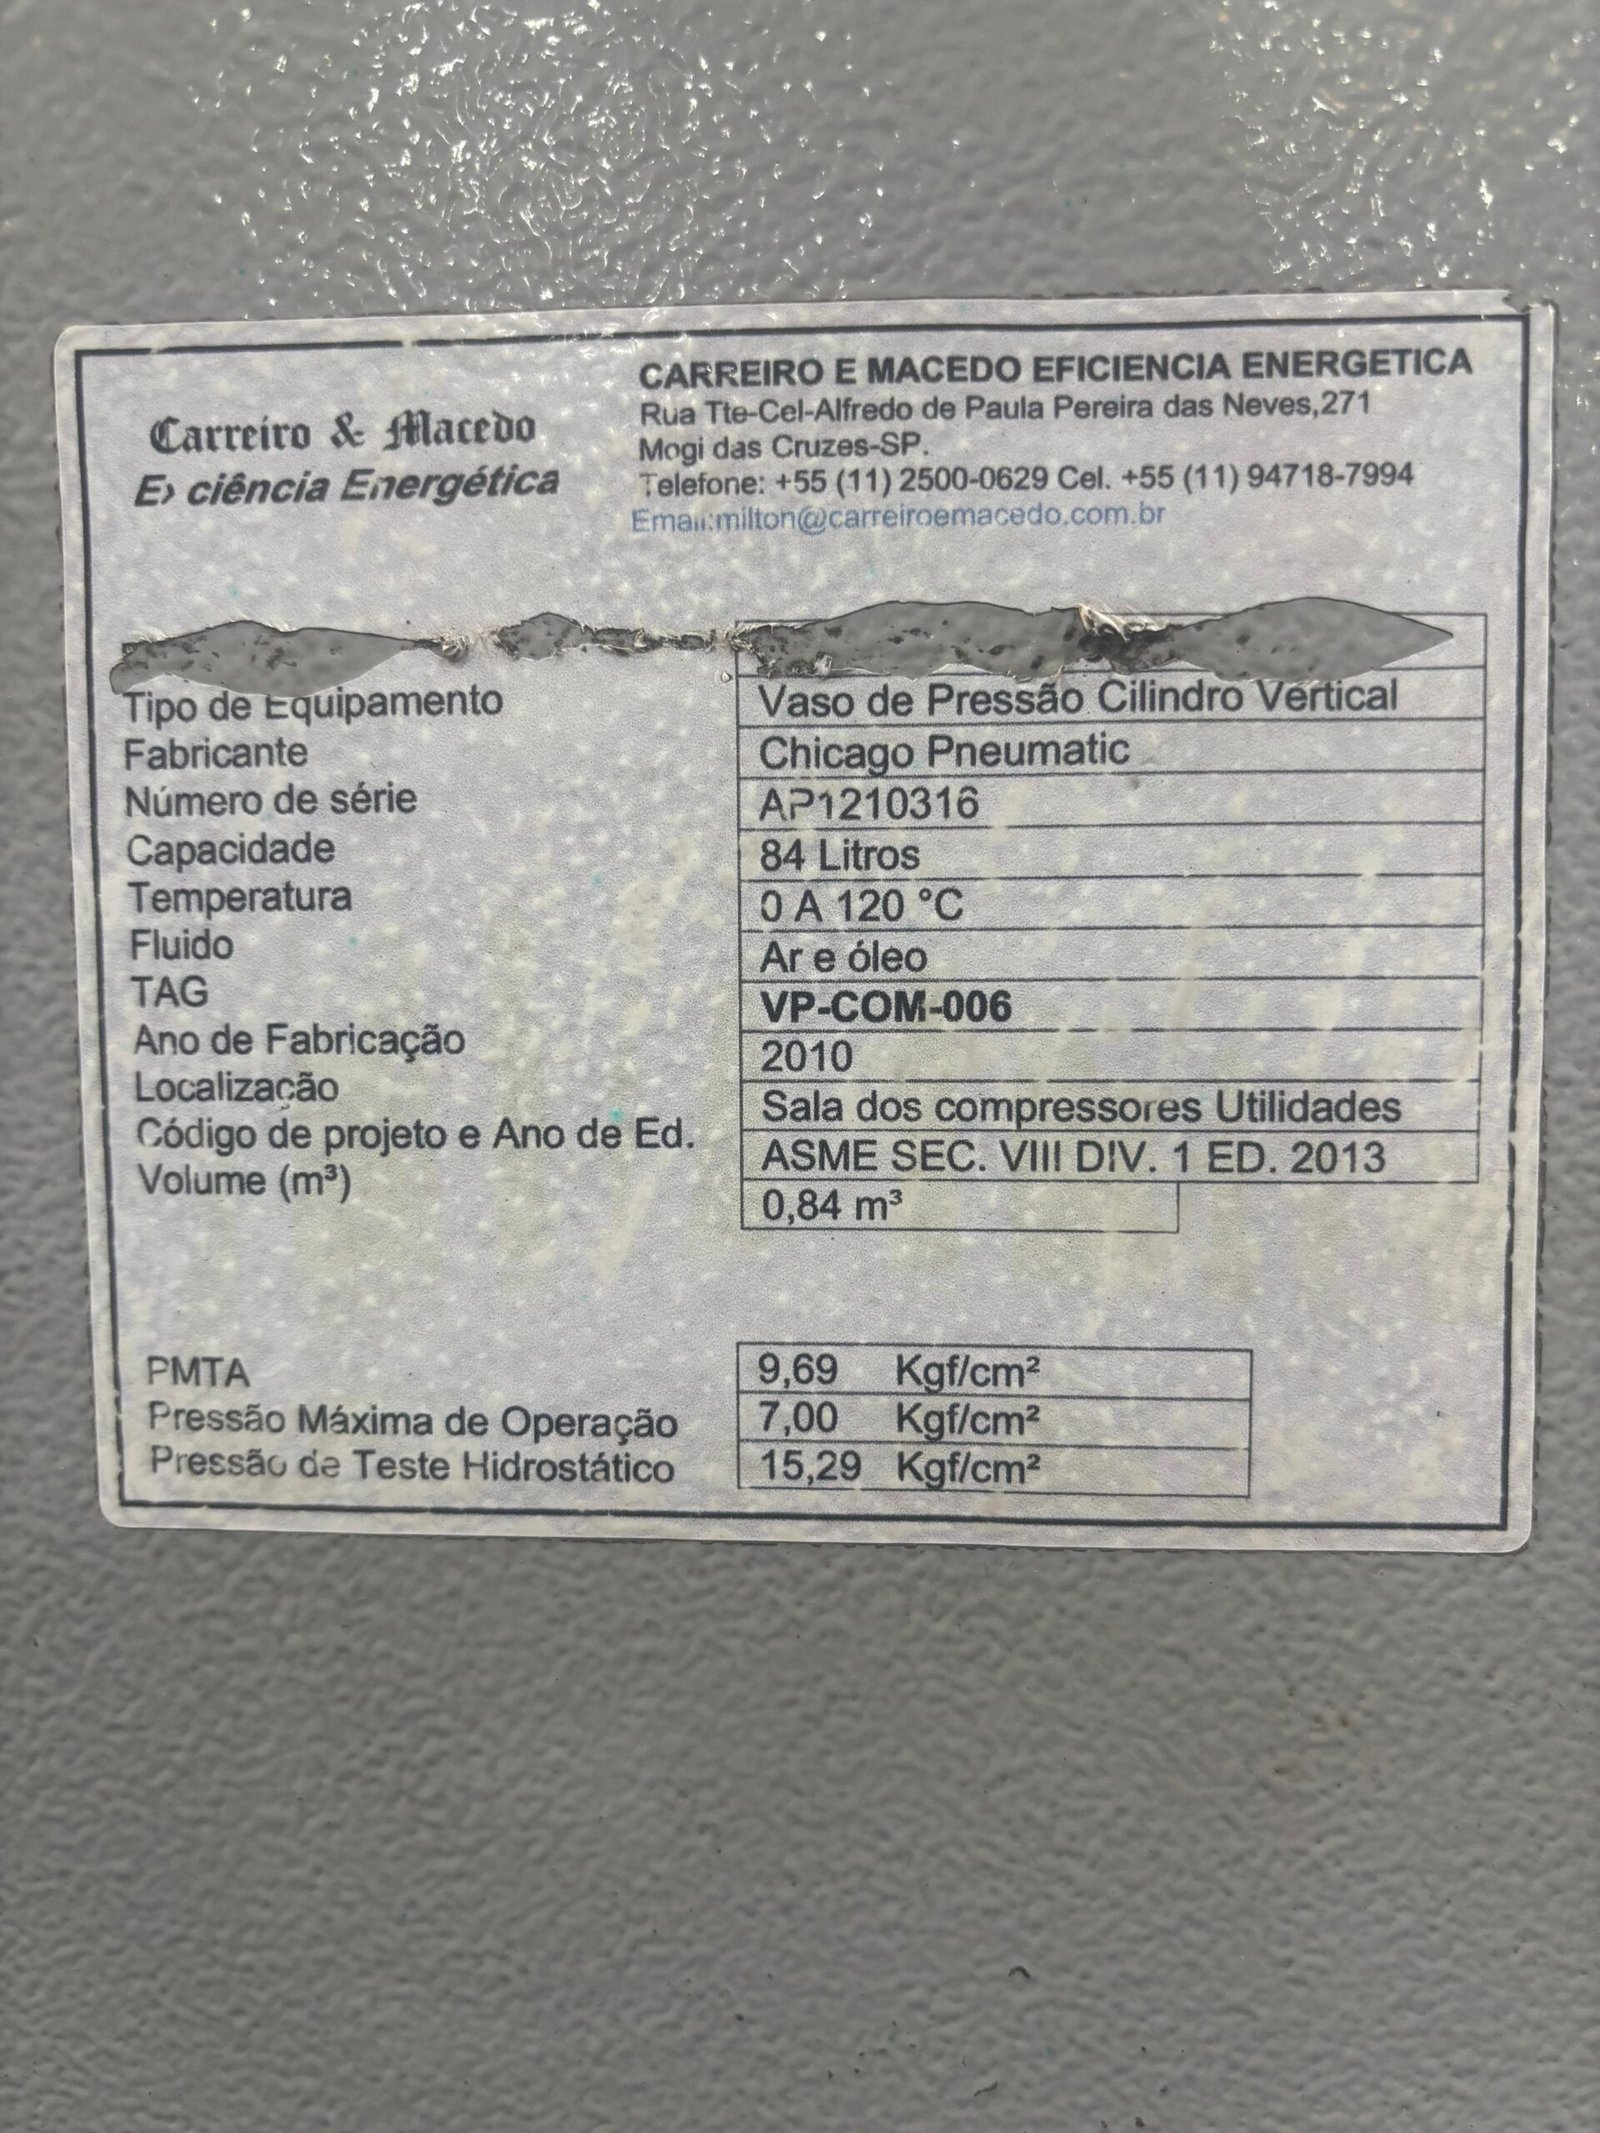 CARREIRO E MACEDO EFICIENCIA ENERGETICA
Rua Tte-Cel-Alfredo de Paula Pereira das Neves,271
Mogi das Cruzes-SP.
Telefone: +55 (11) 2500-0629 Cel. +55 (11) 94718-7994
Email:milton@carreiroemacedo.com.br
Carreiro & Macedo
Energética
Tipo de Equipamento Vaso de Pressão Cilindro Vertical
Fabricante Chicago Pneumatic
Número de série AP1210316
Capacidade 84 Litros
Temperatura 0 A 120 °C
Fluido Ar e óleo
TAG VP-COM-006
Ano de Fabricação 2010
Localização Sala dos compressores Utilidades
Código de projeto e Ano de Ed. ASME SEC. VIII DIV. 1 ED. 2013
Volume (m³) 0,84 m³
PMTA 9,69 Kgf/cm²
Pressão Máxima de Operação 7,00 Kgf/cm²
Pressão de Teste Hidrostático 15,29 Kgf/cm²